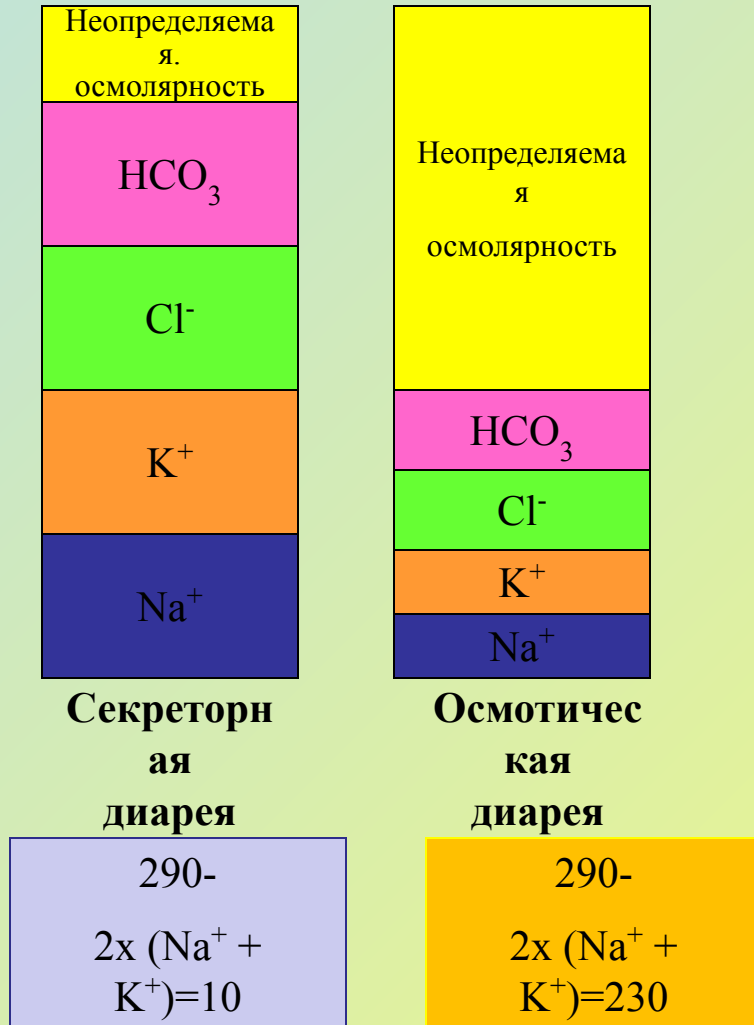 Неопределяема
я.
осмолярность
HCO₃
Cl⁻
K⁺
Na⁺
Секреторн
ая
диарея
290-
2x (Na⁺ +
K⁺)=10
Неопределяема
я
осмолярность
HCO₃
Cl⁻
K⁺
Na⁺
Осмотичес
кая
диарея
290-
2x (Na⁺ +
K⁺)=230